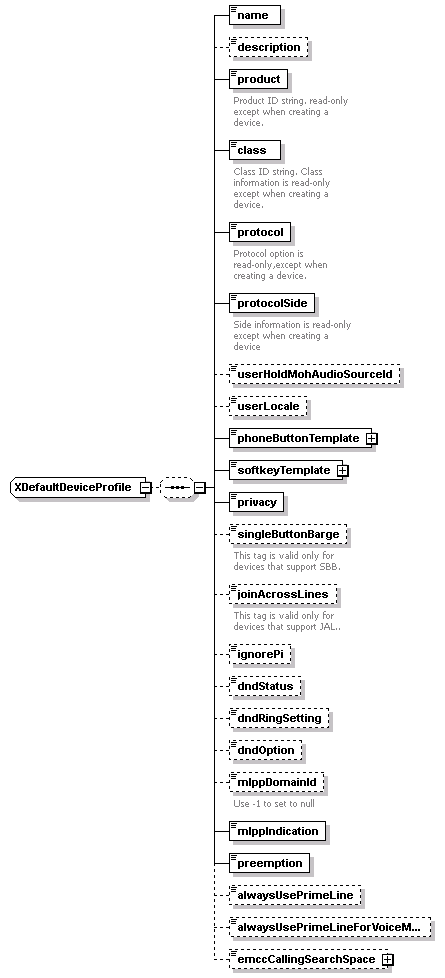 name
description
product
Product ID string. read-only
except when creating a
device.
class
Class ID string. Class
information is read-only
except when creating a
device.
protocol
Protocol option is
read-only,except when
creating a device.
protocolSide
Side information is read-only
except when creating a
device
userHoldMohAudioSourceId
userLocale
phoneButtonTemplate
softkeyTemplate
XDefaultDeviceProfile
privacy
singleButtonBarge
This tag is valid only for
devices that support SBB.
joinAcrossLines
This tag is valid only for
devices that support JAL..
ignorePi
dndStatus
dndRingSetting
dndOption
mlppDomainId
Use -1 to set to null
mlppIndication
preemption
alwaysUsePrimeLine
alwaysUsePrimeLineForVoiceM...
emccCallingSearchSpace